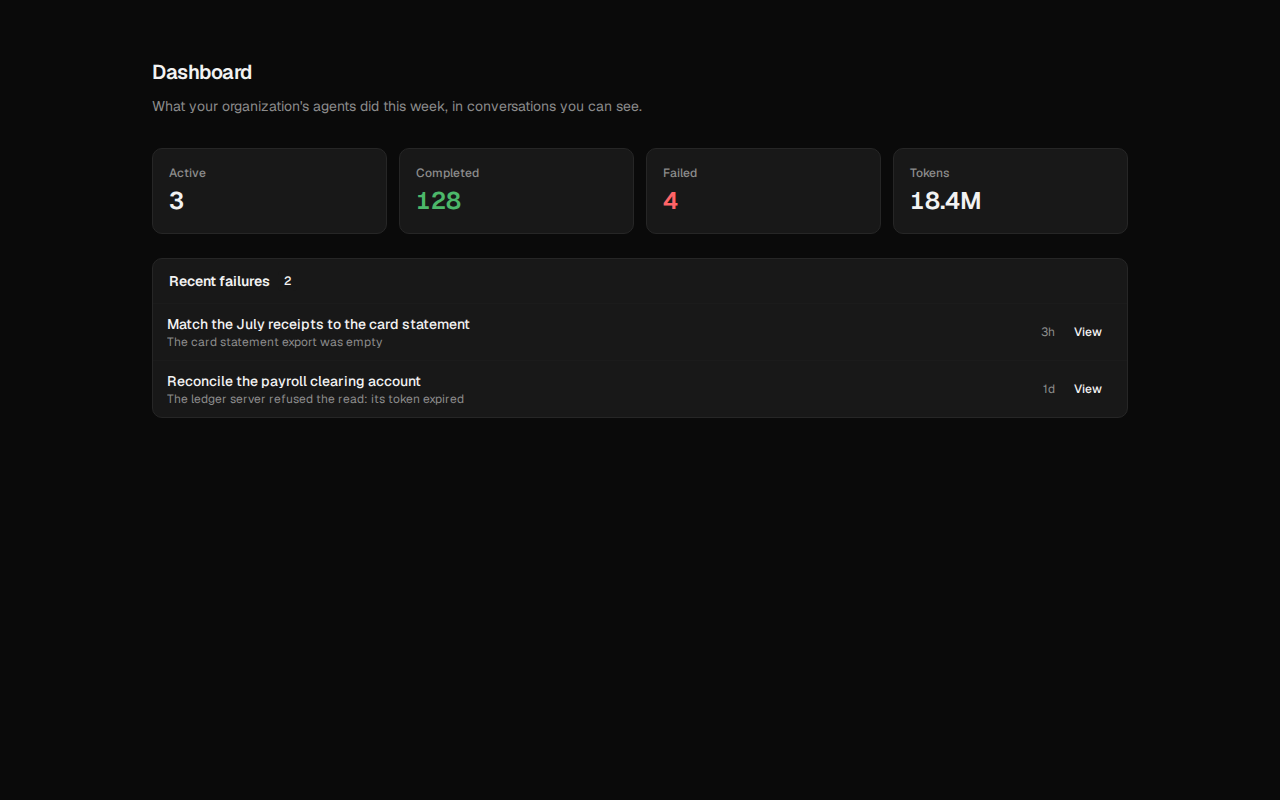 Dashboard
What your organization's agents did this week, in conversations you can see.
Active
3
Completed
128
Failed
4
Tokens
18.4M
Recent failures 2
Match the July receipts to the card statement
The card statement export was empty
3h View
Reconcile the payroll clearing account
The ledger server refused the read: its token expired
1d View